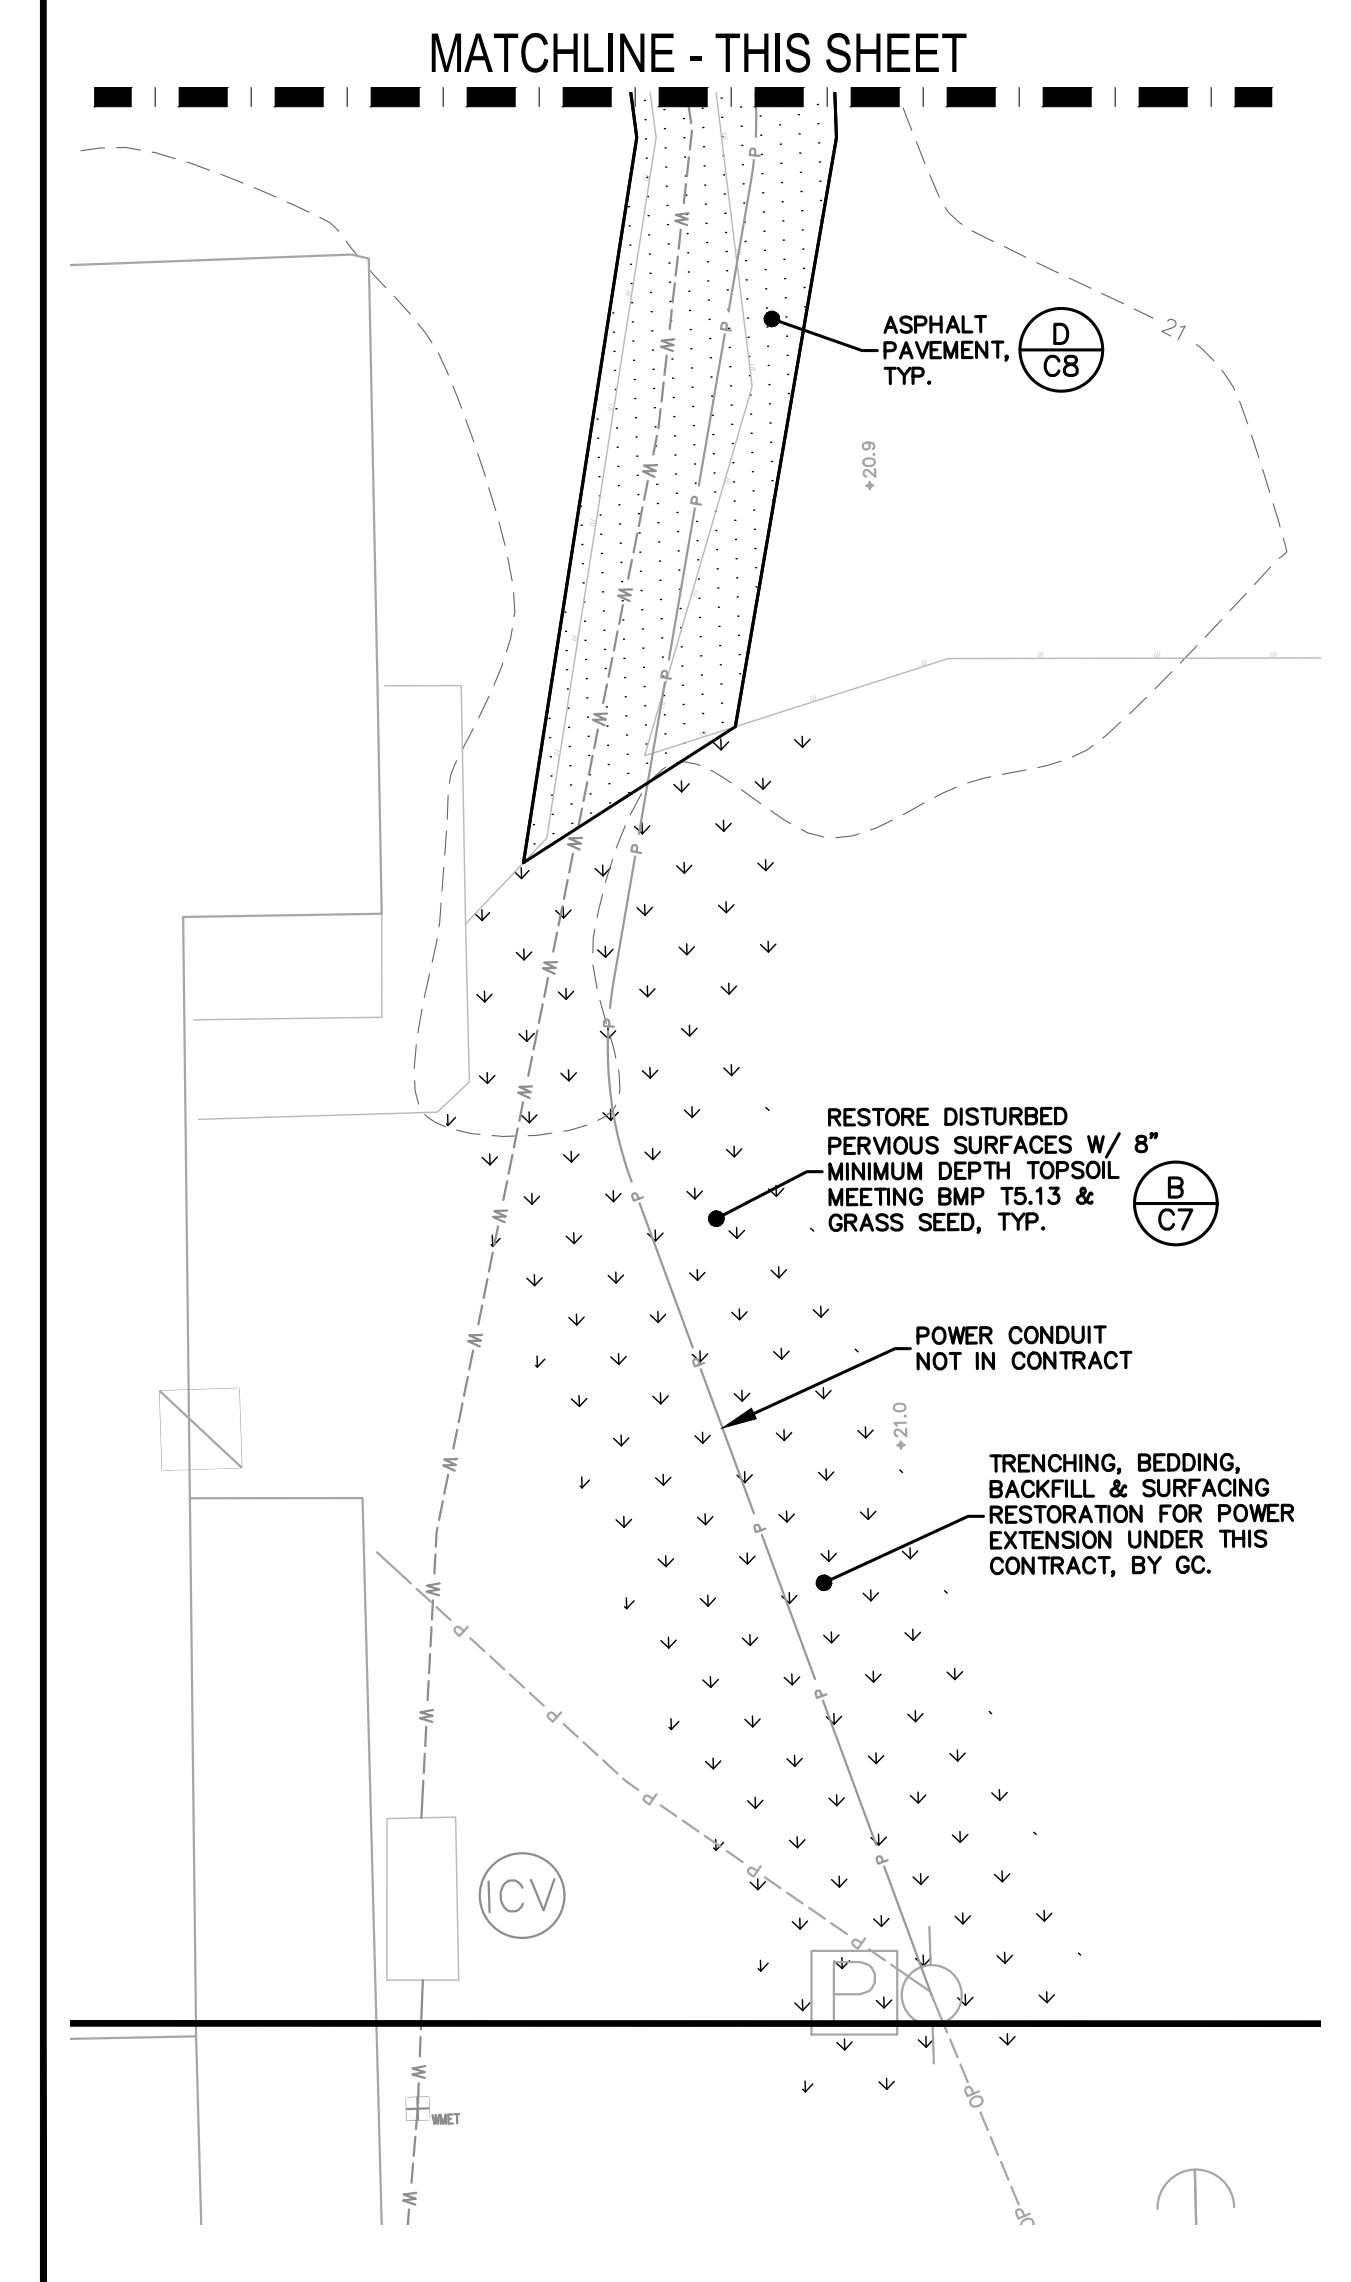 MATCHLINE - THIS SHEET
P
W
ASPHALT
PAVEMENT,
TYP.
D
C8
21
P
W
20.9
W
P
W
P
W
W
P
W
P
W
RESTORE DISTURBED
PERVIOUS SURFACES W/ 8"
MINIMUM DEPTH TOPSOIL
MEETING BMP T5.13 &
GRASS SEED, TYP.
B
C7
P
W
POWER CONDUIT
NOT IN CONTRACT
W
P
21.0
TRENCHING, BEDDING,
BACKFILL & SURFACING
RESTORATION FOR POWER
EXTENSION UNDER THIS
CONTRACT, BY GC.
W
P
W
P
P
W
P
P
P
P
ICV
P
P
W
OP
WMET
W
OP